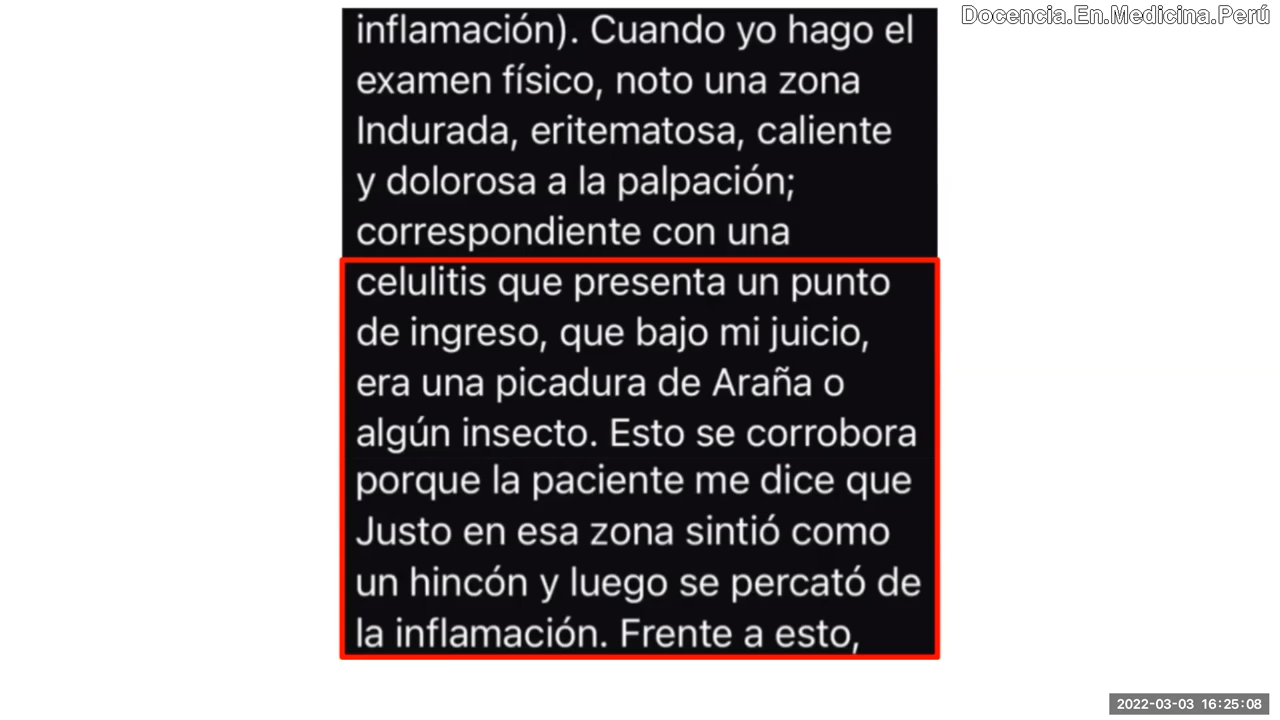 Docencia.En.Medicina.Perú
inflamación). Cuando yo hago el
examen físico, noto una zona
Indurada, eritematosa, caliente
y dolorosa a la palpación;
correspondiente con una
celulitis que presenta un punto
de ingreso, que bajo mi juicio,
era una picadura de Araña o
algún insecto. Esto se corrobora
porque la paciente me dice que
Justo en esa zona sintió como
un hincón y luego se percató de
la inflamación. Frente a esto,
2022-03-03 16:25:08